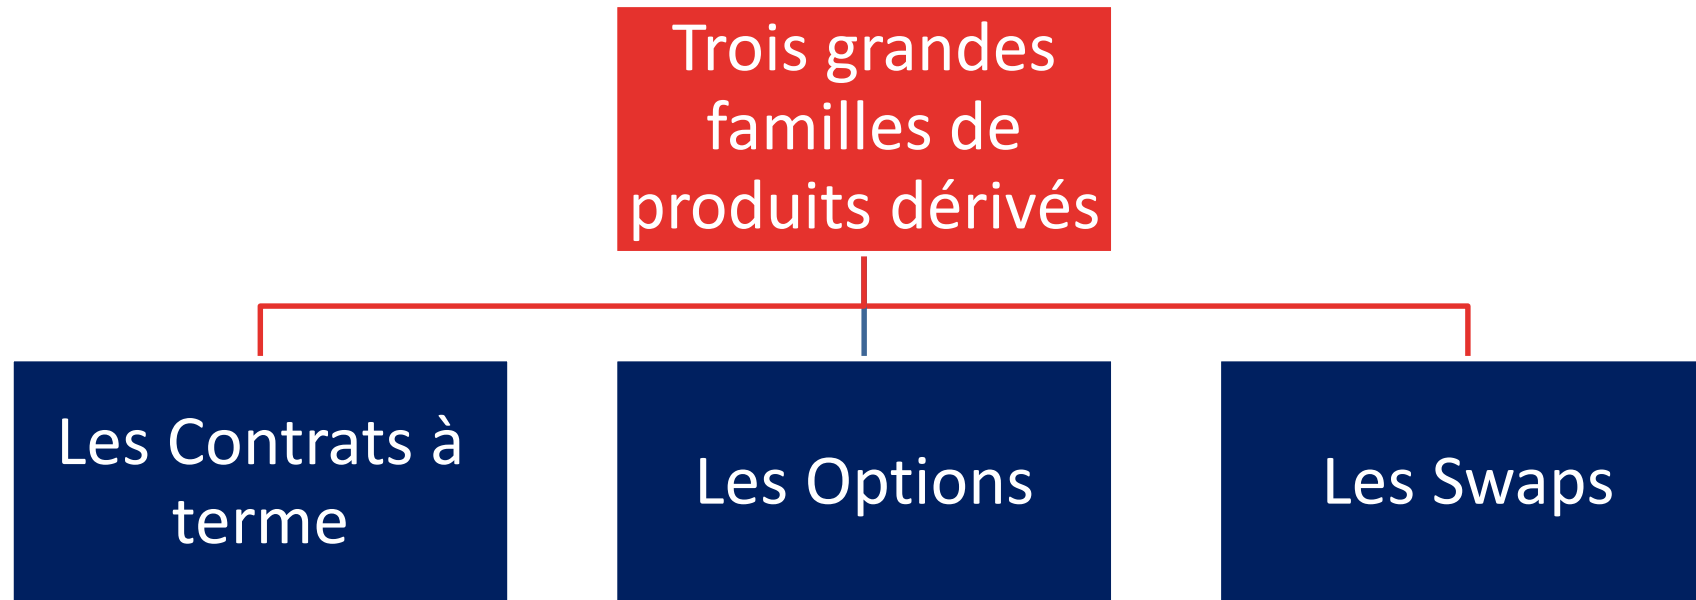 Trois grandes
familles de
produits dérivés
Les Contrats à
terme
Les Options
Les Swaps